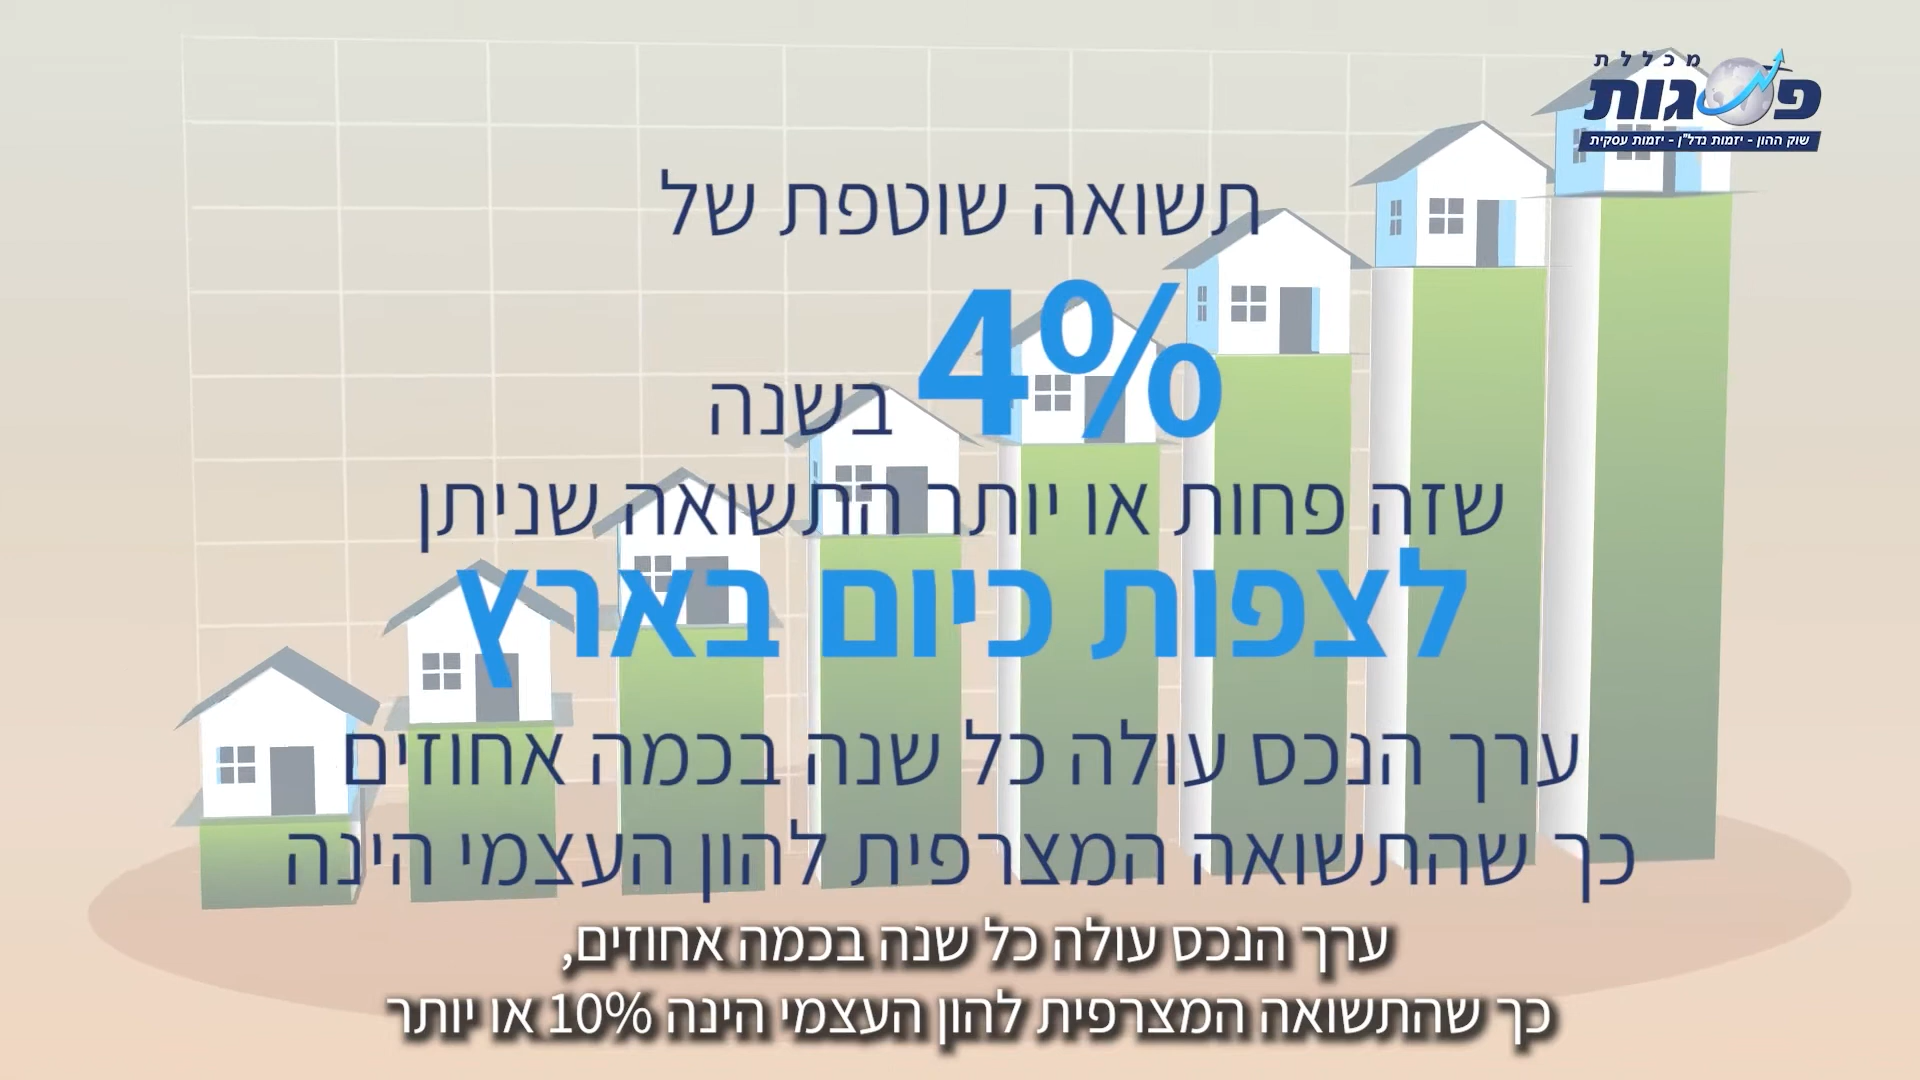 מכללת
פסגות
שוק ההון - יזמות נדל"ן - יזמות עסקית
תשואה שוטפת של
4% בשנה
שזה פחות או יותר התשואה שניתן
לצפות כיום בארץ
ערך הנכס עולה כל שנה בכמה אחוזים
כך שהתשואה המצרפית להון העצמי הינה
ערך הנכס עולה כל שנה בכמה אחוזים,
כך שהתשואה המצרפית להון העצמי הינה 10% או יותר